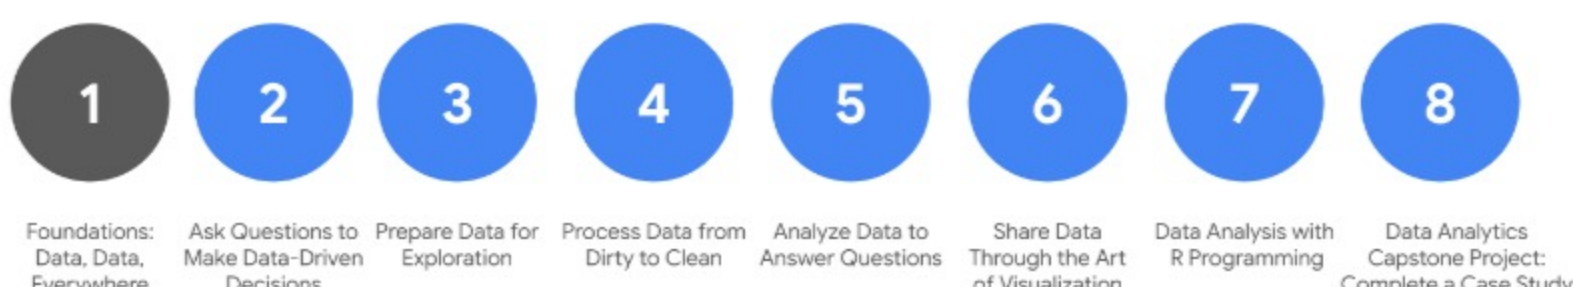 1
2
3
4
5
6
7
8
Foundations:
Data, Data,
Everywhere
Ask Questions to
Make Data-Driven
Decisions
Prepare Data for
Exploration
Process Data from
Dirty to Clean
Analyze Data to
Answer Questions
Share Data
Through the Art
of Visualization
Data Analysis with
R Programming
Data Analytics
Capstone Project:
Complete a Case Study